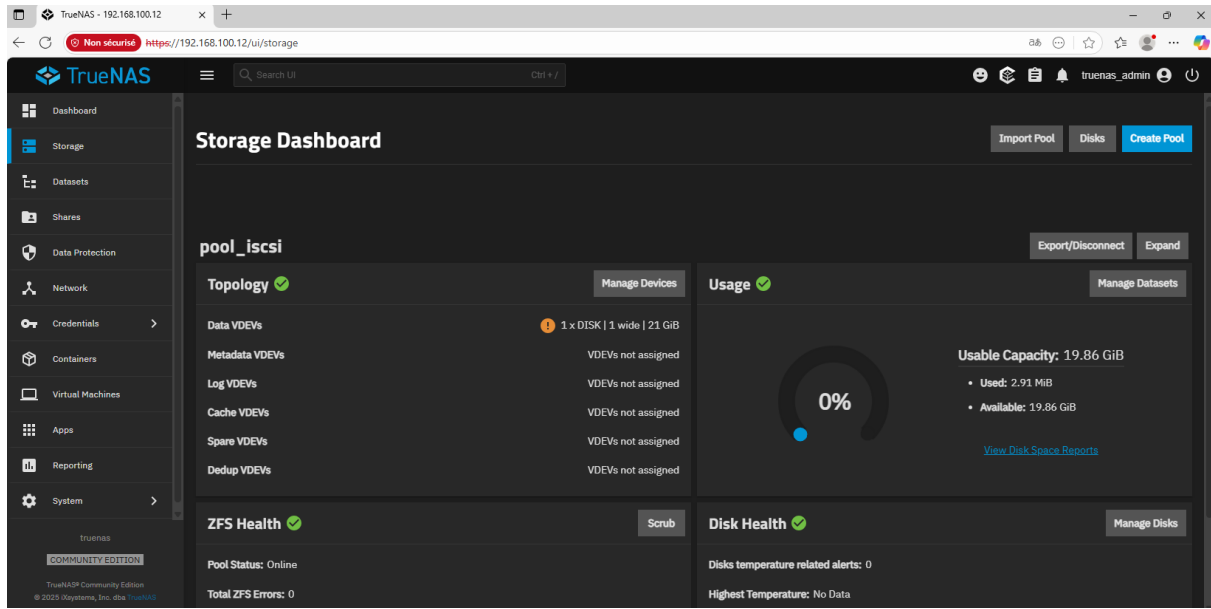 TrueNAS - 192.168.100.12
Non sécurisé https://192.168.100.12/ui/storage
TrueNAS
Search UI
Ctrl + /
truenas_admin
Dashboard
Storage
Datasets
Shares
Data Protection
Network
Credentials
Containers
Virtual Machines
Apps
Reporting
System
truenas
COMMUNITY EDITION
TrueNAS® Community Edition
© 2025 iXsystems, Inc. dba TrueNAS
Storage Dashboard
Import Pool
Disks
Create Pool
pool_iscsi
Export/Disconnect
Expand
Topology
Manage Devices
Data VDEVs 1 x DISK | 1 wide | 21 GiB
Metadata VDEVs VDEVs not assigned
Log VDEVs VDEVs not assigned
Cache VDEVs VDEVs not assigned
Spare VDEVs VDEVs not assigned
Dedup VDEVs VDEVs not assigned
Usage
Manage Datasets
0%
Usable Capacity: 19.86 GiB
• Used: 2.91 MiB
• Available: 19.86 GiB
View Disk Space Reports
ZFS Health
Scrub
Pool Status: Online
Total ZFS Errors: 0
Disk Health
Manage Disks
Disks temperature related alerts: 0
Highest Temperature: No Data